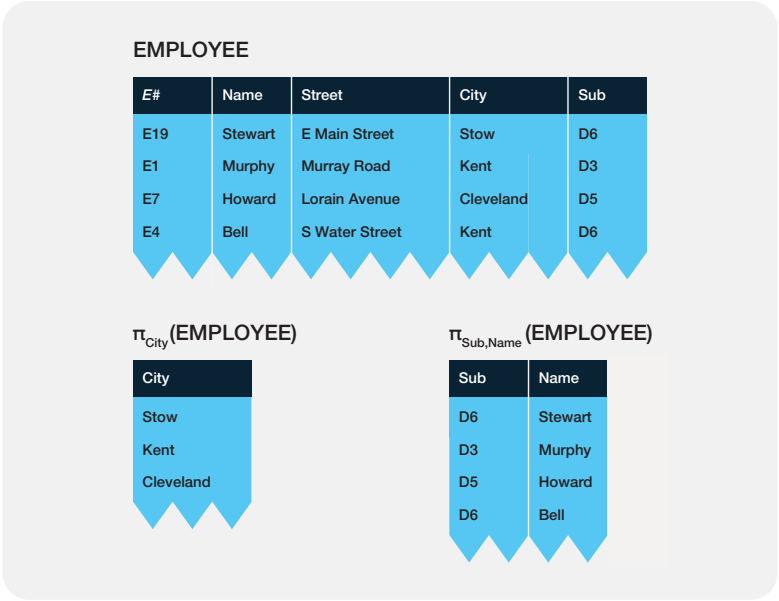 EMPLOYEE
E# Name Street City Sub
E19 Stewart E Main Street Stow D6
E1 Murphy Murray Road Kent D3
E7 Howard Lorain Avenue Cleveland D5
E4 Bell S Water Street Kent D6
πCity(EMPLOYEE)
City
Stow
Kent
Cleveland
πSub,Name (EMPLOYEE)
Sub Name
D6 Stewart
D3 Murphy
D5 Howard
D6 Bell